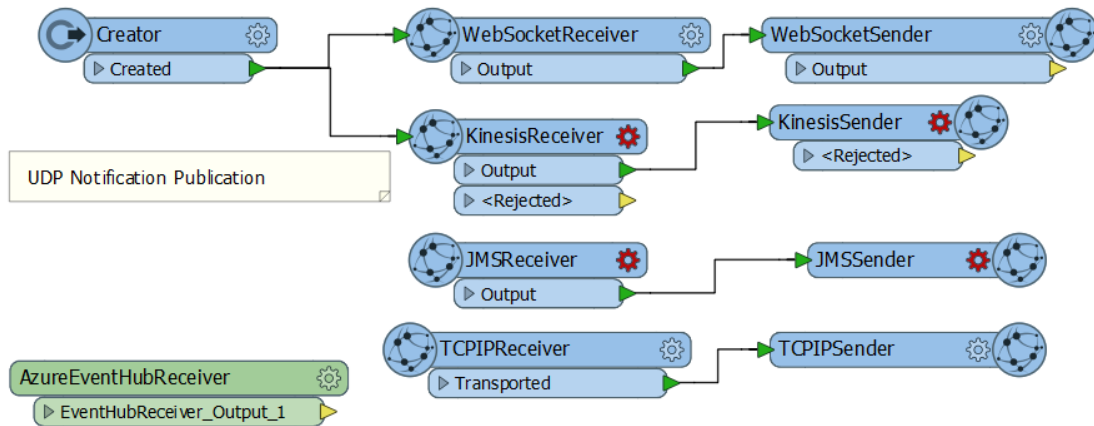 Creator
Created
WebSocketReceiver
Output
WebSocketSender
Output
KinesisReceiver
Output
<Rejected>
KinesisSender
<Rejected>
UDP Notification Publication
JMSReceiver
Output
JMSSender
TCPIPReceiver
Transported
TCPIPSender
AzureEventHubReceiver
EventHubReceiver_Output_1